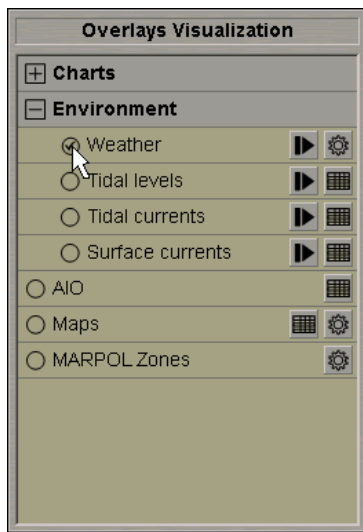 Overlays Visualization
Charts
Environment
Weather
Tidal levels
Tidal currents
Surface currents
AIO
Maps
MARPOL Zones